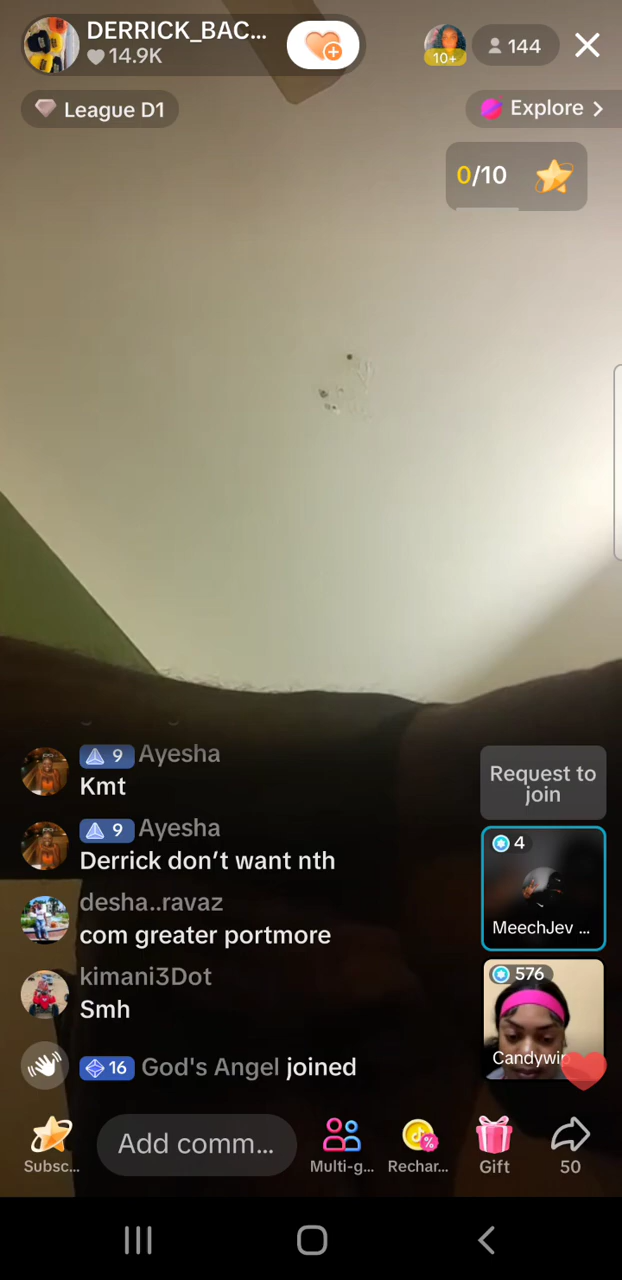 DERRICK_BAC...
14.9K
10+
144
League D1
Explore
0/10
9 Ayesha
Kmt
9 Ayesha
Derrick don't want nth
desha..ravaz
com greater portmore
kimani3Dot
Smh
16 God's Angel joined
Request to
join
4
MeechJev ...
576
Candywin
Subsc...
Add comm...
Multi-g...
Rechar...
Gift
50